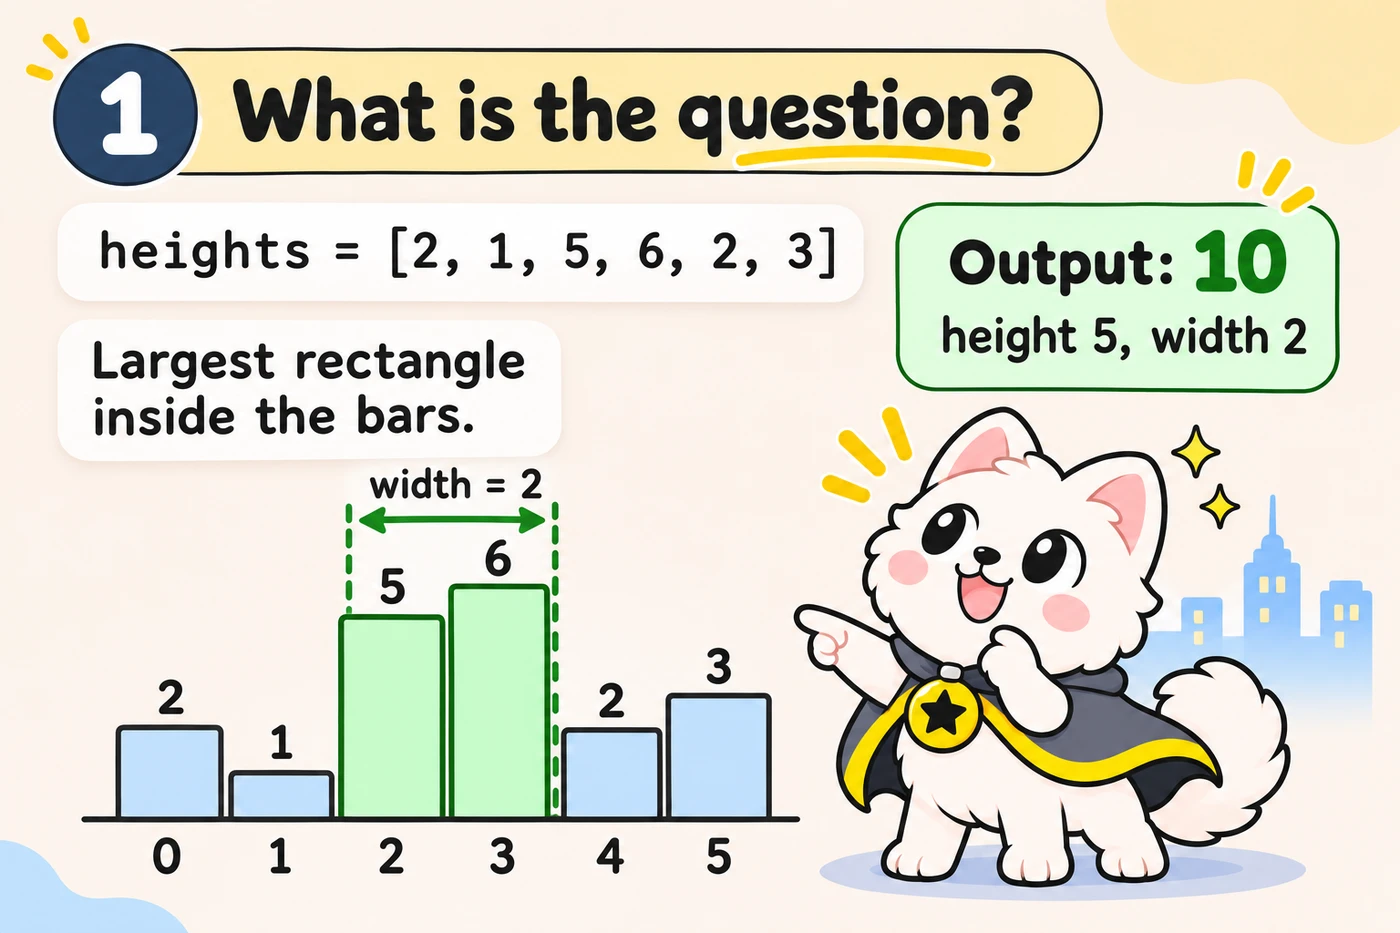 1 What is the question?
heights = [2, 1, 5, 6, 2, 3]
Output: 10
height 5, width 2
Largest rectangle
inside the bars.
width = 2
2 1 5 6 2 3
0 1 2 3 4 5